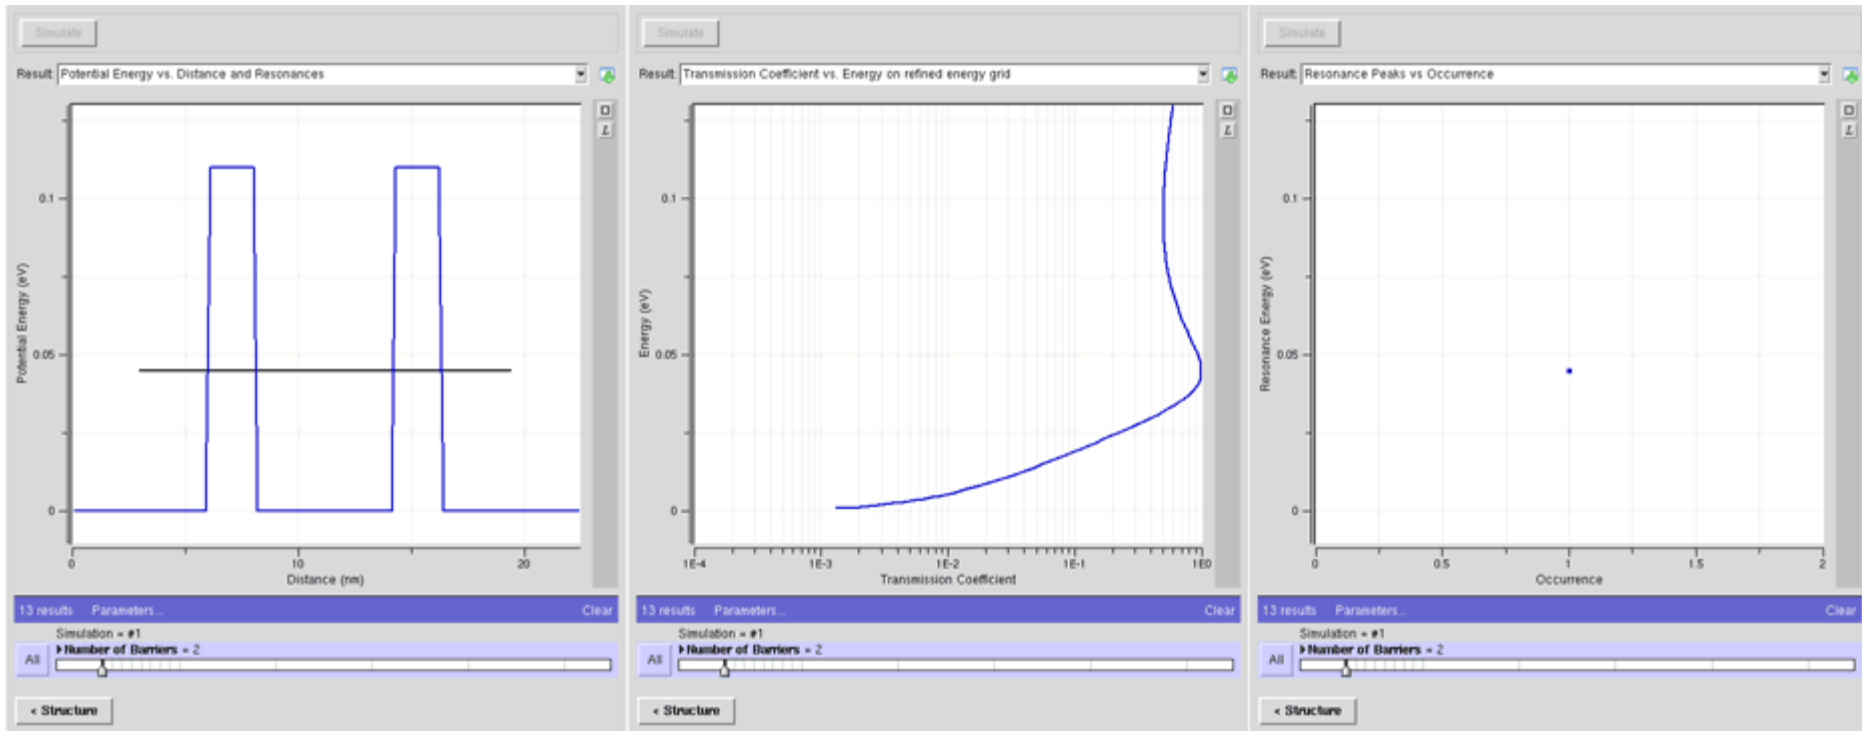 Simulate
Result: Potential Energy vs. Distance and Resonances
L
0.1
0.05
0
Potential Energy (eV)
0 10 20
Distance (nm)
13 results Parameters... Clear
Simulation = #1
All
Number of Barriers = 2
< Structure
Simulate
Result: Transmission Coefficient vs. Energy on refined energy grid
L
0.1
0.05
0
Energy (eV)
1E-4 1E-3 1E-2 1E-1 1E0
Transmission Coefficient
13 results Parameters... Clear
Simulation = #1
All
Number of Barriers = 2
< Structure
Simulate
Result: Resonance Peaks vs Occurrence
L
0.1
0.05
0
Resonance Energy (eV)
0 0.5 1 1.5 2
Occurrence
13 results Parameters... Clear
Simulation = #1
All
Number of Barriers = 2
< Structure